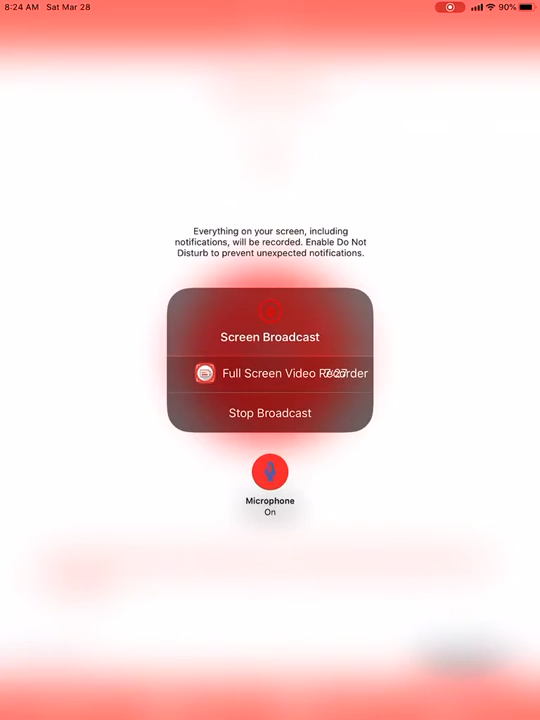 8:24 AM Sat Mar 28
90%
Everything on your screen, including
notifications, will be recorded. Enable Do Not
Disturb to prevent unexpected notifications.
Screen Broadcast
Full Screen Video Recorder
Stop Broadcast
Microphone
On